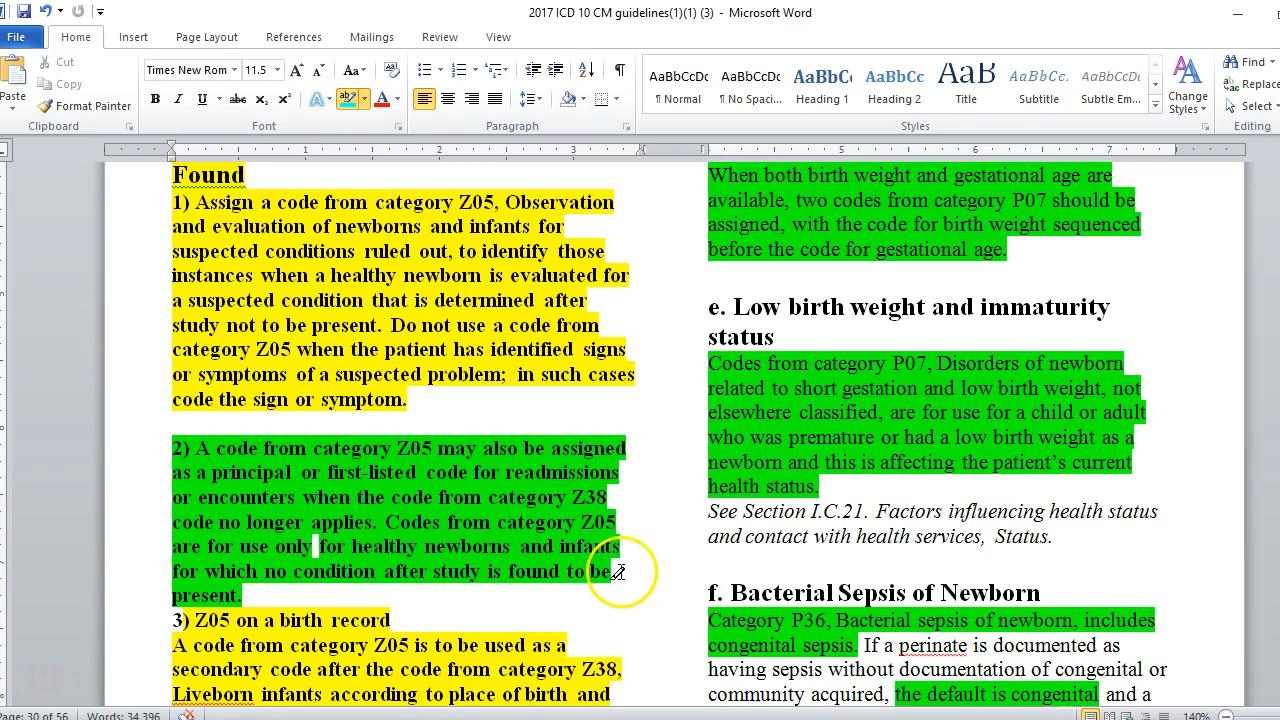 2017 ICD 10 CM guidelines(1)(1) (3) - Microsoft Word
File Home Insert Page Layout References Mailings Review View
Cut
Copy
Format Painter
Paste
Times New Rom 11.5
AaBbCcDc AaBbCcDc AaBbC AaBbCc AaB AaBbCc. AaBbCcDc
¶ Normal ¶ No Spaci... Heading 1 Heading 2 Title Subtitle Subtle Em...
Change
Styles
Find
Replace
Select
Clipboard Font Paragraph Styles Editing
1 2 3 5 6 7
Found
1) Assign a code from category Z05, Observation
and evaluation of newborns and infants for
suspected conditions ruled out, to identify those
instances when a healthy newborn is evaluated for
a suspected condition that is determined after
study not to be present. Do not use a code from
category Z05 when the patient has identified signs
or symptoms of a suspected problem; in such cases
code the sign or symptom.
2) A code from category Z05 may also be assigned
as a principal or first-listed code for readmissions
or encounters when the code from category Z38
code no longer applies. Codes from category Z05
are for use only for healthy newborns and infants
for which no condition after study is found to be
present.
3) Z05 on a birth record
A code from category Z05 is to be used as a
secondary code after the code from category Z38,
Liveborn infants according to place of birth and
When both birth weight and gestational age are
available, two codes from category P07 should be
assigned, with the code for birth weight sequenced
before the code for gestational age.
e. Low birth weight and immaturity
status
Codes from category P07, Disorders of newborn
related to short gestation and low birth weight, not
elsewhere classified, are for use for a child or adult
who was premature or had a low birth weight as a
newborn and this is affecting the patient's current
health status.
See Section I.C.21. Factors influencing health status
and contact with health services, Status.
f. Bacterial Sepsis of Newborn
Category P36, Bacterial sepsis of newborn, includes
congenital sepsis. If a perinate is documented as
having sepsis without documentation of congenital or
community acquired, the default is congenital and a
Page: 30 of 56 Words: 34,396 140%